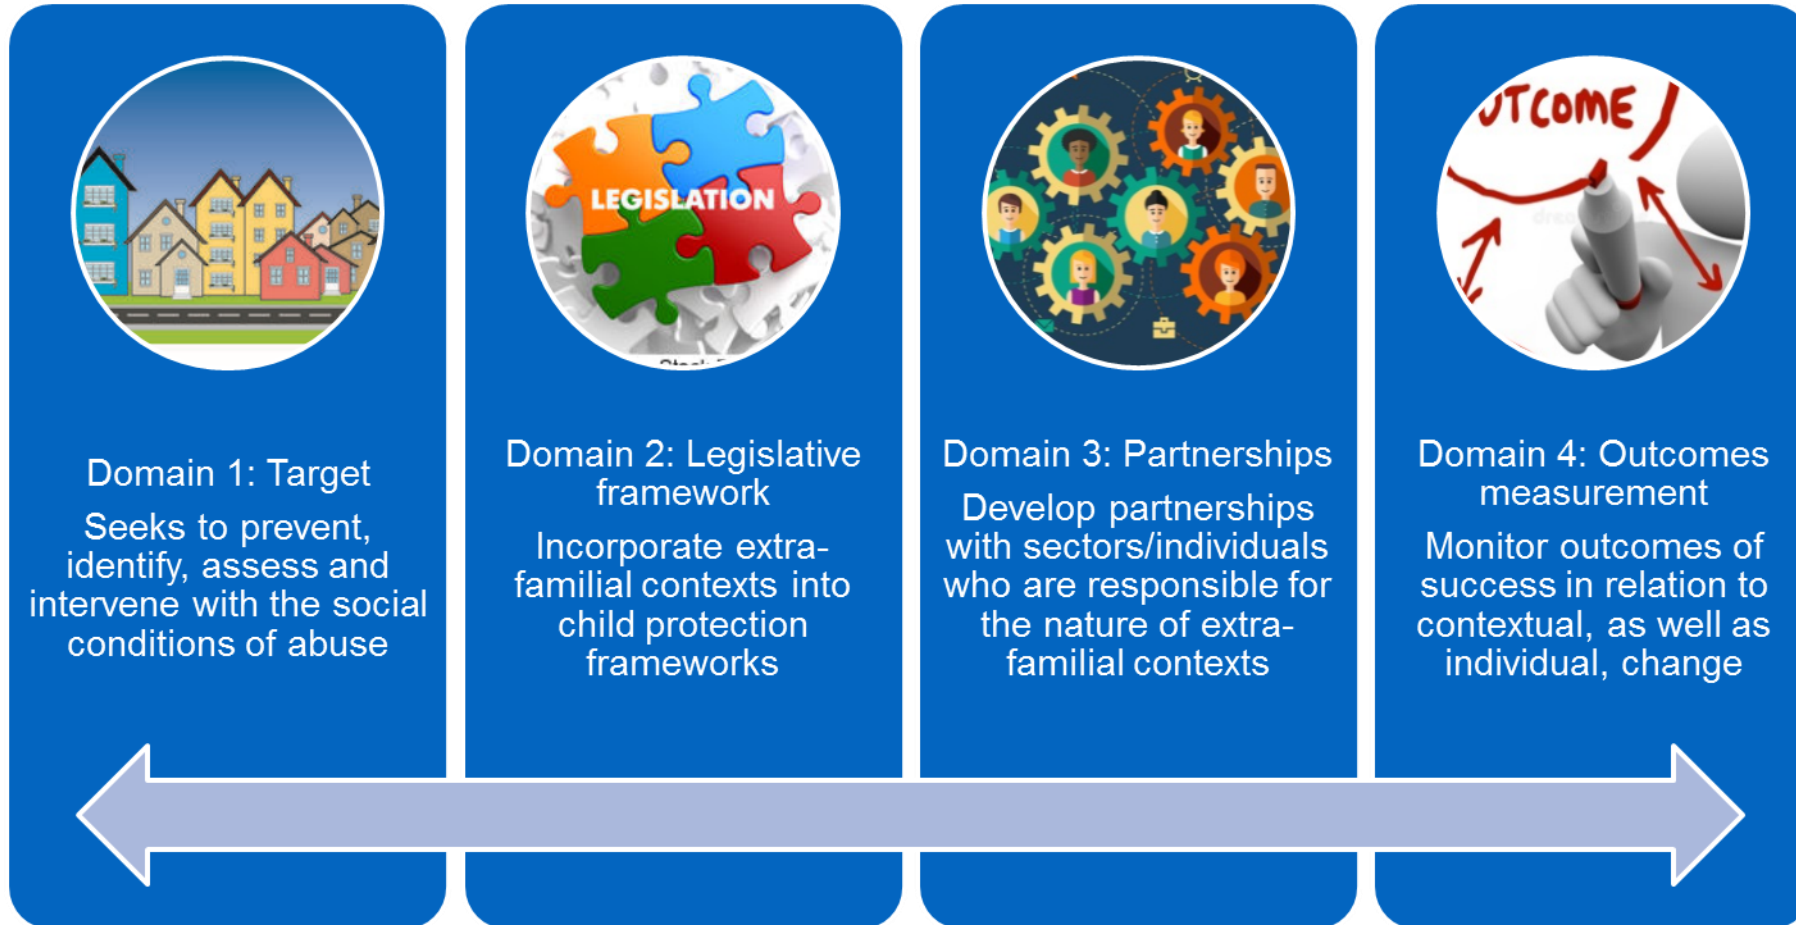 LEGISLATION
UTCOME
Domain 1: Target
Seeks to prevent,
identify, assess and
intervene with the social
conditions of abuse
Domain 2: Legislative
framework
Incorporate extra-
familial contexts into
child protection
frameworks
Domain 3: Partnerships
Develop partnerships
with sectors/individuals
who are responsible for
the nature of extra-
familial contexts
Domain 4: Outcomes
measurement
Monitor outcomes of
success in relation to
contextual, as well as
individual, change